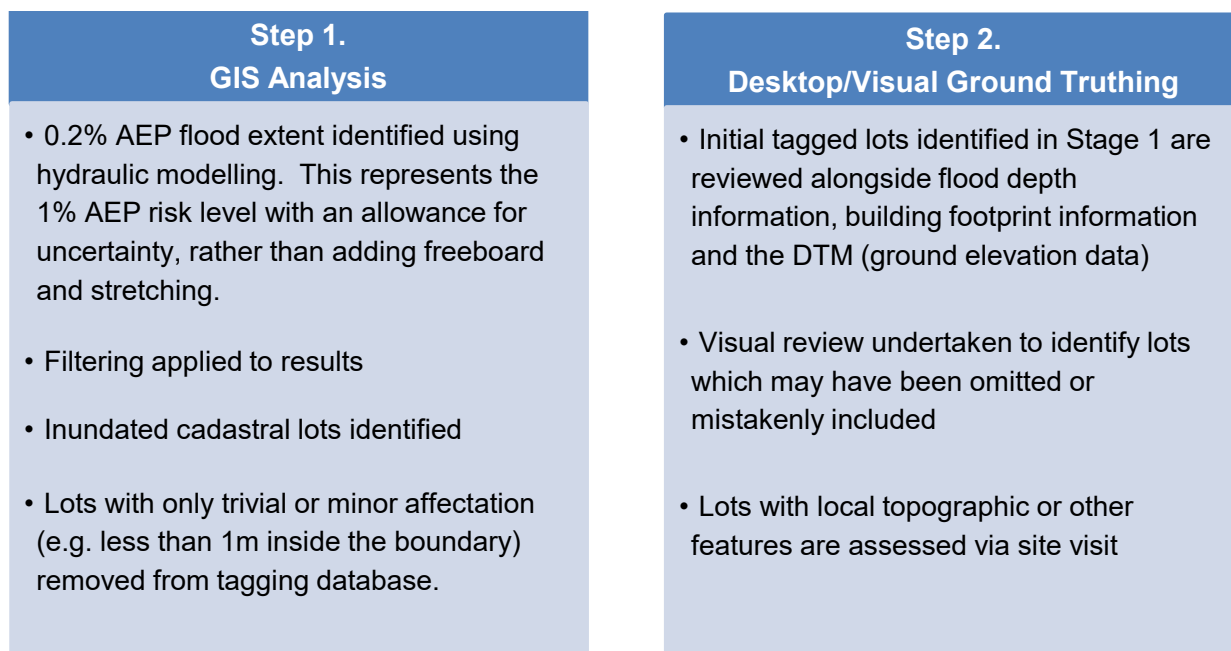 Step 1.
GIS Analysis
• 0.2% AEP flood extent identified using
hydraulic modelling.  This represents the
1% AEP risk level with an allowance for
uncertainty, rather than adding freeboard
and stretching.
• Filtering applied to results
• Inundated cadastral lots identified
• Lots with only trivial or minor affectation
(e.g. less than 1m inside the boundary)
removed from tagging database.
Step 2.
Desktop/Visual Ground Truthing
• Initial tagged lots identified in Stage 1 are
reviewed alongside flood depth
information, building footprint information
and the DTM (ground elevation data)
• Visual review undertaken to identify lots
which may have been omitted or
mistakenly included
• Lots with local topographic or other
features are assessed via site visit